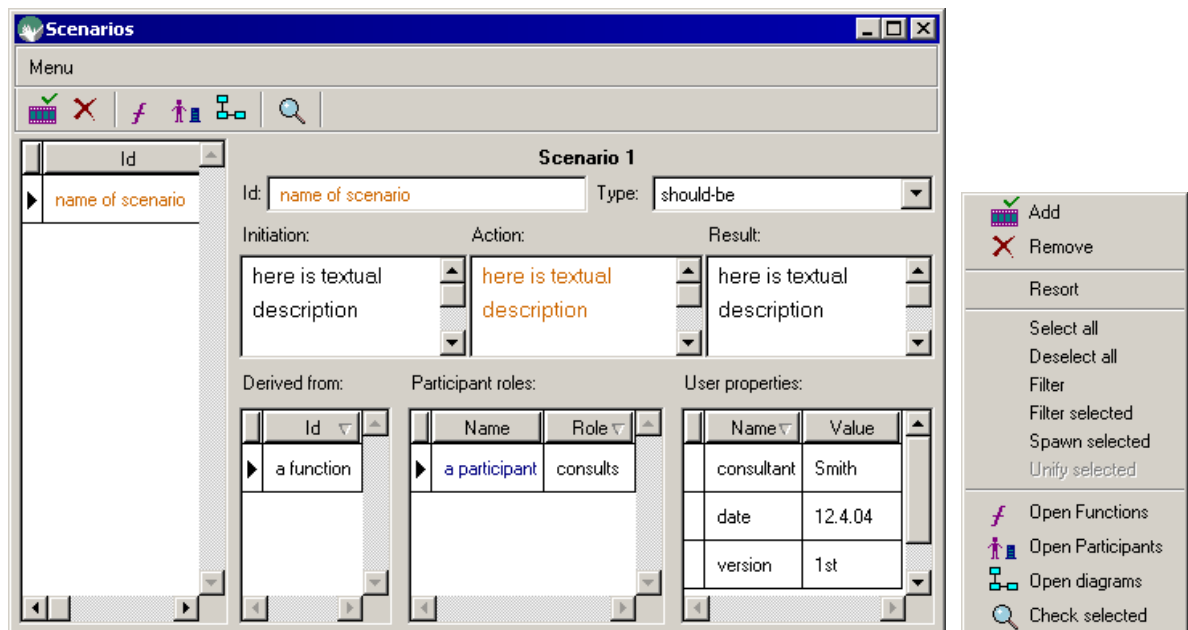 Scenarios
Menu
Id
name of scenario
Scenario 1
Id: name of scenario Type: should-be
Initiation: Action: Result:
here is textual here is textual here is textual
description description description
Derived from: Participant roles: User properties:
Id Name Role Name Value
a function a participant consults consultant Smith
date 12.4.04
version 1st
Add
Remove
Resort
Select all
Deselect all
Filter
Filter selected
Spawn selected
Unify selected
Open Functions
Open Participants
Open diagrams
Check selected